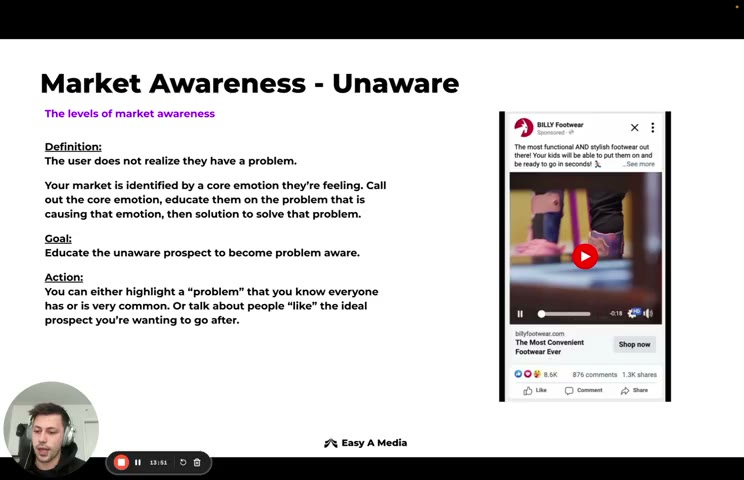 Market Awareness - Unaware
The levels of market awareness
Definition:
The user does not realize they have a problem.
Your market is identified by a core emotion they're feeling. Call
out the core emotion, educate them on the problem that is
causing that emotion, then solution to solve that problem.
Goal:
Educate the unaware prospect to become problem aware.
Action:
You can either highlight a “problem” that you know everyone
has or is very common. Or talk about people “like” the ideal
prospect you're wanting to go after.
BILLY Footwear
Sponsored
The most functional AND stylish footwear out
there! Your kids will be able to put them on and
be ready to go in seconds!
...See more
-0:18
HD
billyfootwear.com
The Most Convenient
Footwear Ever
Shop now
8.6K 876 comments 1.3K shares
Like Comment Share
Easy A Media
13:51